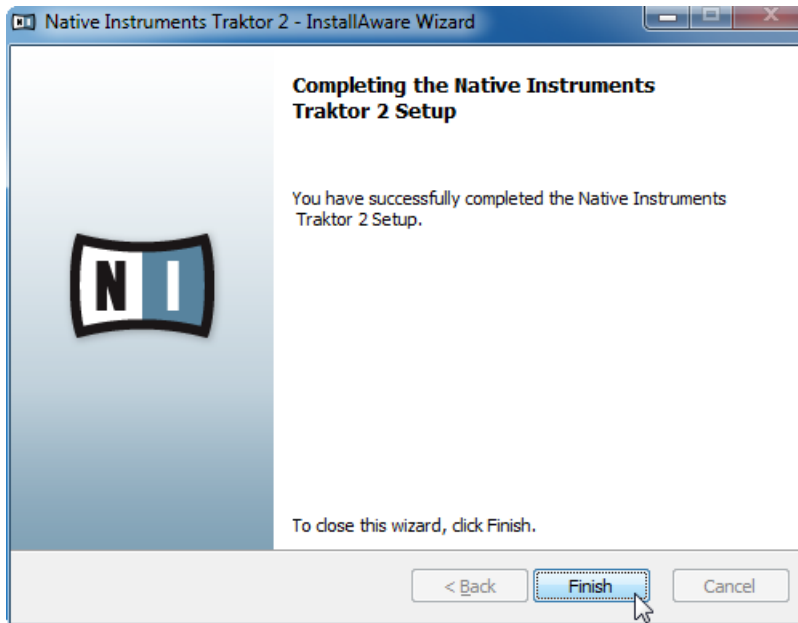 Native Instruments Traktor 2 - InstallAware Wizard
Completing the Native Instruments
Traktor 2 Setup
You have successfully completed the Native Instruments
Traktor 2 Setup.
NI
To close this wizard, click Finish.
< Back Finish Cancel